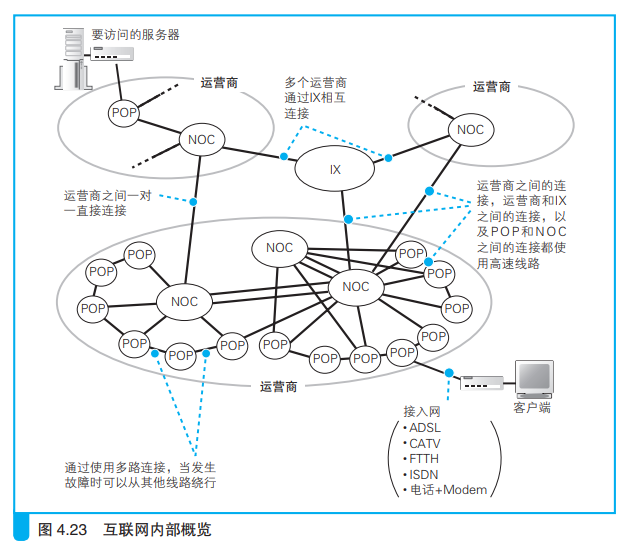 要访问的服务器
运营商
多个运营商
通过IX相互
连接
运营商
POP
NOC
NOC
IX
运营商之间一对
一直接连接
运营商之间的连
接，运营商和IX
之间的连接，以
及POP和NOC
之间的连接都使
用高速线路
NOC
POP
POP
POP
POP
NOC
NOC
POP
POP
POP
POP
POP
POP
POP
POP
POP
POP
运营商
客户端
接入网
•ADSL
•CATV
•FTTH
•ISDN
•电话+Modem
通过使用多路连接，当发生
故障时可以从其他线路绕行
图 4.23 互联网内部概览